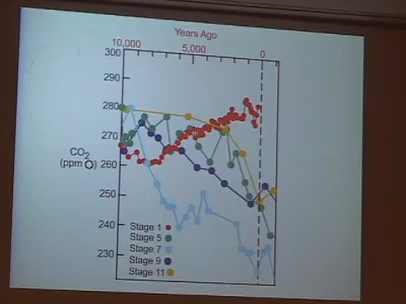 Years Ago
10,000 5,000 0
300
290
280
270
260
250
240
230
CO2
(ppm O)
Stage 1
Stage 5
Stage 7
Stage 9
Stage 11